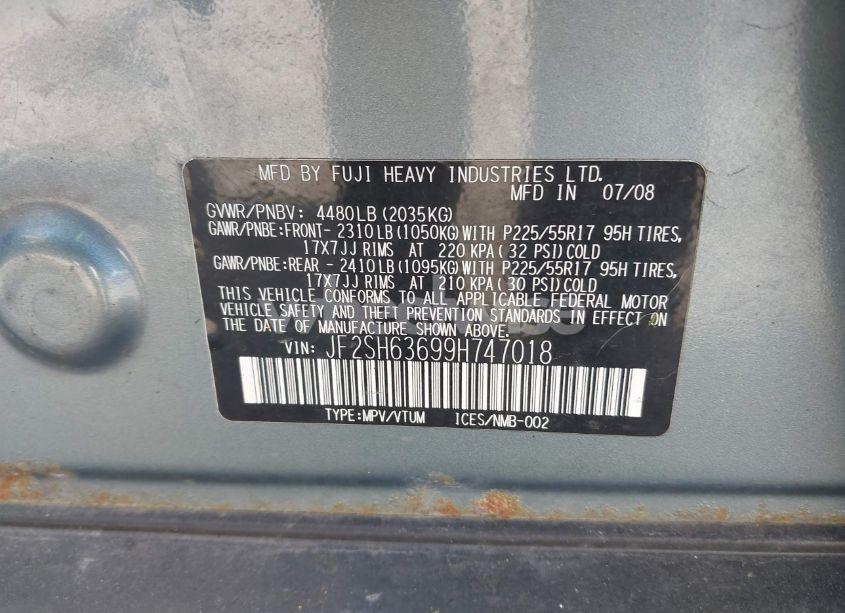 MFD BY FUJI HEAVY INDUSTRIES LTD.
MFD IN 07/08
GVWR/PNBV: 4480LB(2035KG)
GAWR/PNBE:FRONT- 2310LB(1050KG)WITH P225/55R17 95H TIRES,
17X7JJ RIMS AT 220 KPA( 32 PSI)COLD
GAWR/PNBE:REAR - 2410LB(1095KG)WITH P225/55R17 95H TIRES,
17X7JJ RIMS AT 210 KPA( 30 PSI)COLD
THIS VEHICLE CONFORMS TO ALL APPLICABLE FEDERAL MOTOR
VEHICLE SAFETY AND THEFT PREVENTION STANDARDS IN EFFECT ON
THE DATE OF MANUFACTURE SHOWN ABOVE.
VIN: JF2SH63699H747018
TYPE:MPV/VTUM ICES/NMB-002